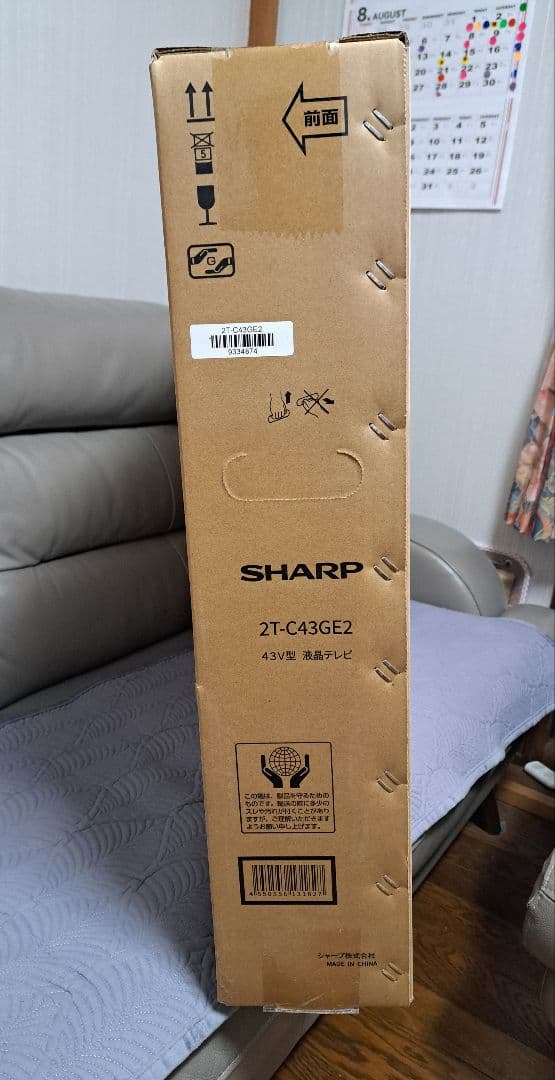 8. AUGUST
前面
5
G
2T-C43GE2
9334874
SHARP
2T-C43GE2
43V型 液晶テレビ
この箱は、製品を守るための
ものです。輸送の際に多少の
スレや汚れが付くことがあり
ますが、ご理解いただきます
ようお願い申し上げます。
シャープ株式会社
MADE IN CHINA